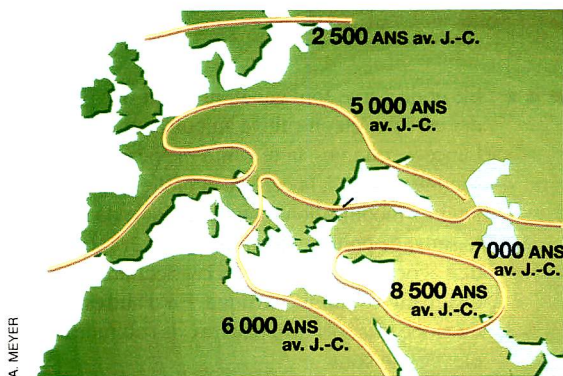 2 500 ANS av. J.-C.
5 000 ANS
av. J.-C.
7 000 ANS
av. J.-C.
8 500 ANS
av. J.-C.
6 000 ANS
av. J.-C.
A. MEYER